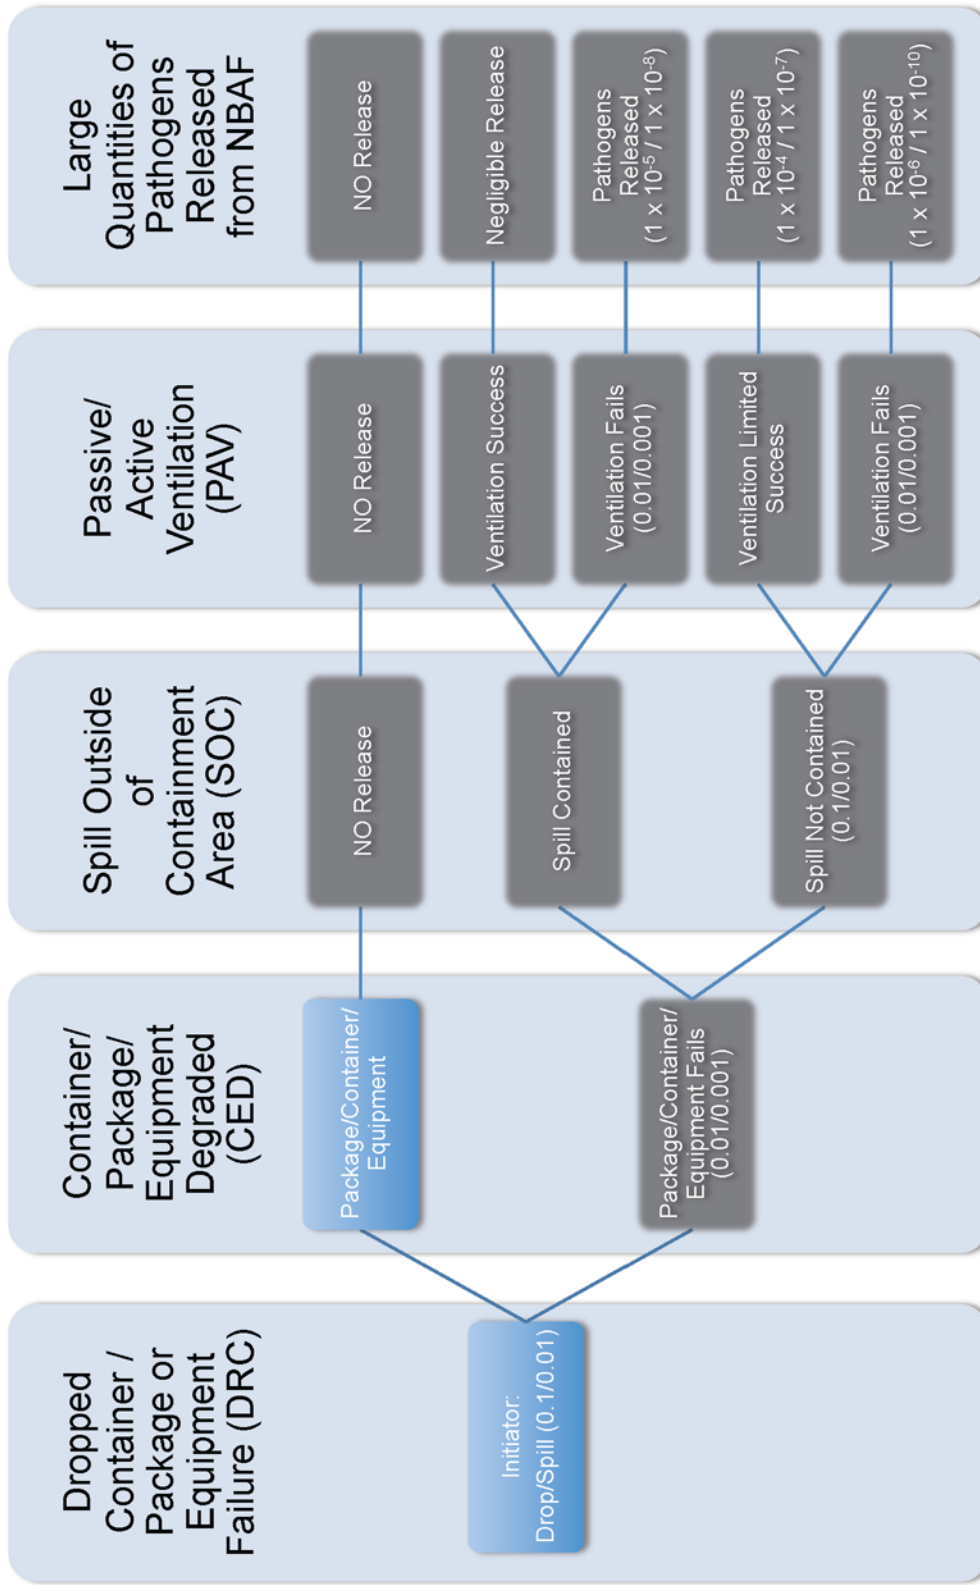 Dropped
Container /
Package or
Equipment
Failure (DRC)
Initiator:
Drop/Spill (0.1/0.01)
Container/
Package/
Equipment
Degraded
(CED)
Package/Container/
Equipment
Package/Container/
Equipment Fails
(0.01/0.001)
Spill Outside
of
Containment
Area (SOC)
NO Release
Spill Contained
Spill Not Contained
(0.1/0.01)
Passive/
Active
Ventilation
(PAV)
NO Release
Ventilation Success
Ventilation Fails
(0.01/0.001)
Ventilation Limited
Success
Ventilation Fails
(0.01/0.001)
Large
Quantities of
Pathogens
Released
from NBAF
NO Release
Negligible Release
Pathogens
Released
(1 x 10⁻⁵ / 1 x 10⁻⁸)
Pathogens
Released
(1 x 10⁻⁴ / 1 x 10⁻⁷)
Pathogens
Released
(1 x 10⁻⁶ / 1 x 10⁻¹⁰)